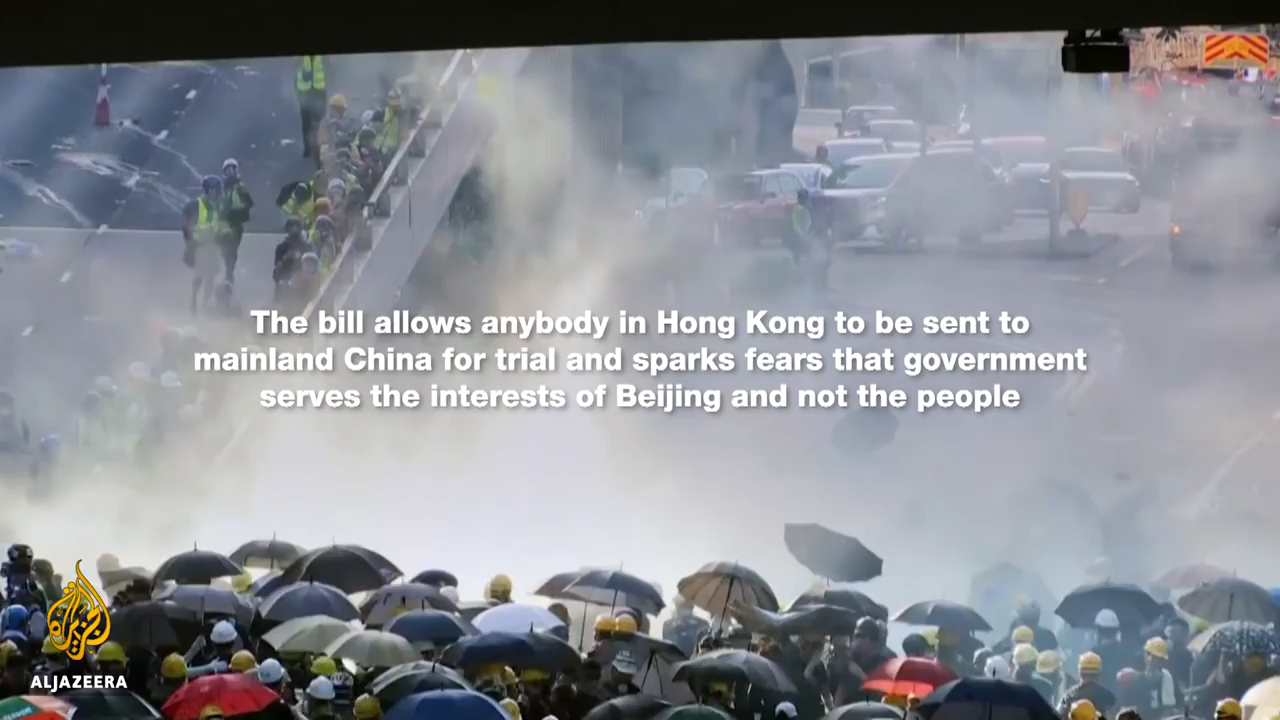 The bill allows anybody in Hong Kong to be sent to
mainland China for trial and sparks fears that government
serves the interests of Beijing and not the people
ALJAZEERA